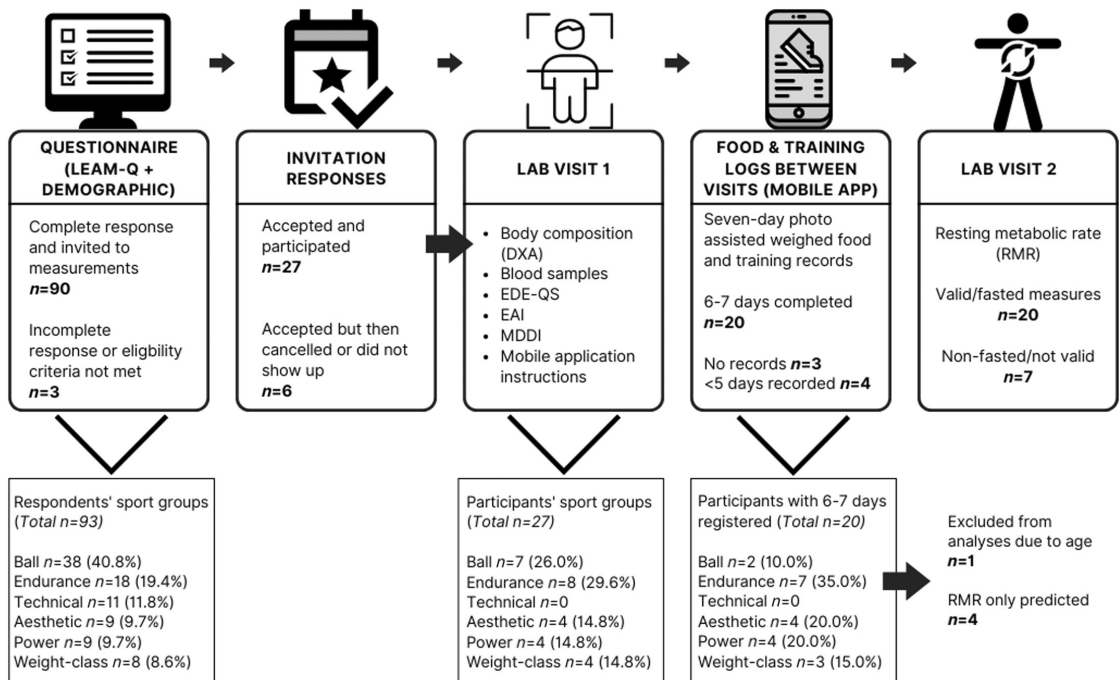 QUESTIONNAIRE
(LEAM-Q +
DEMOGRAPHIC)
Complete response
and invited to
measurements
n=90
Incomplete
response or eligbility
criteria not met
n=3
INVITATION
RESPONSES
Accepted and
participated
n=27
Accepted but then
cancelled or did not
show up
n=6
LAB VISIT 1
• Body composition
(DXA)
• Blood samples
• EDE-QS
• EAI
• MDDI
• Mobile application
instructions
FOOD & TRAINING
LOGS BETWEEN
VISITS (MOBILE APP)
Seven-day photo
assisted weighed food
and training records
6-7 days completed
n=20
No records n=3
<5 days recorded n=4
LAB VISIT 2
Resting metabolic rate
(RMR)
Valid/fasted measures
n=20
Non-fasted/not valid
n=7
Respondents' sport groups
(Total n=93)
Ball n=38 (40.8%)
Endurance n=18 (19.4%)
Technical n=11 (11.8%)
Aesthetic n=9 (9.7%)
Power n=9 (9.7%)
Weight-class n=8 (8.6%)
Participants' sport groups
(Total n=27)
Ball n=7 (26.0%)
Endurance n=8 (29.6%)
Technical n=0
Aesthetic n=4 (14.8%)
Power n=4 (14.8%)
Weight-class n=4 (14.8%)
Participants with 6-7 days
registered (Total n=20)
Ball n=2 (10.0%)
Endurance n=7 (35.0%)
Technical n=0
Aesthetic n=4 (20.0%)
Power n=4 (20.0%)
Weight-class n=3 (15.0%)
Excluded from
analyses due to age
n=1
RMR only predicted
n=4